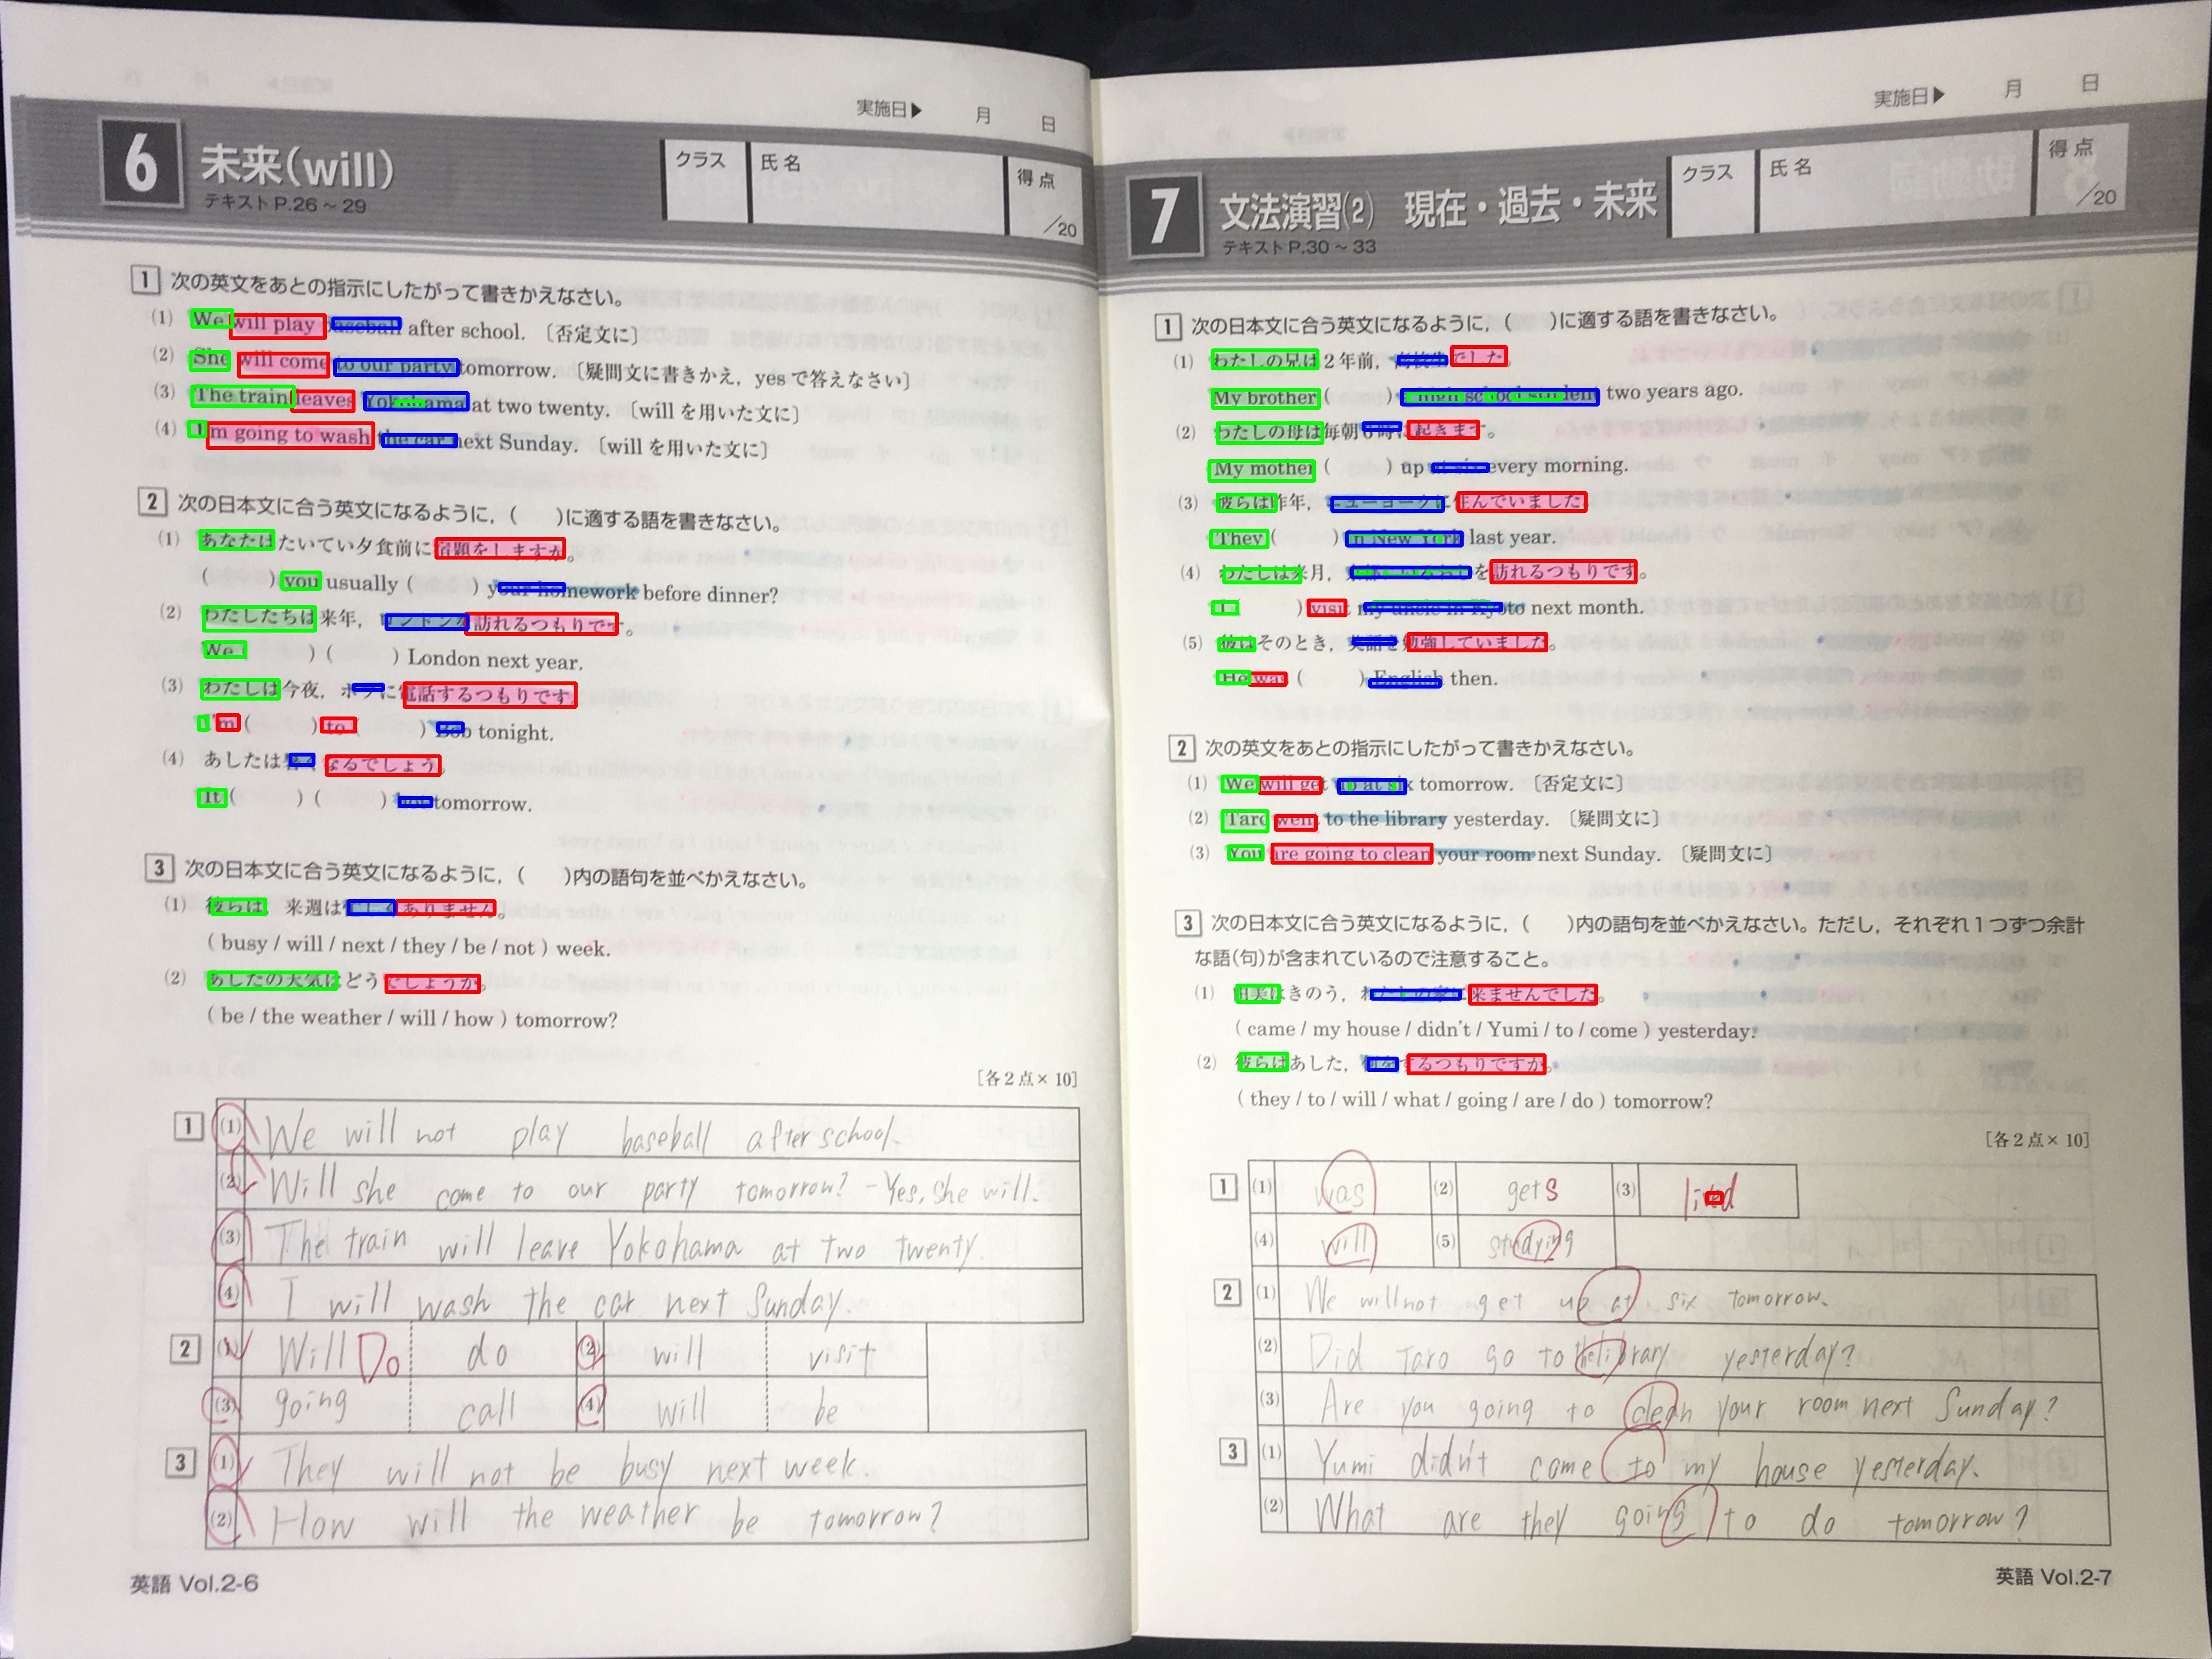 実施日▶ 月 日
6 未来(will)
テキストP.26～29
クラス 氏名 得点 /20
1 次の英文をあとの指示にしたがって書きかえなさい。
(1) We will play baseball after school. 〔否定文に〕
(2) She will come to our party tomorrow. 〔疑問文に書きかえ，yesで答えなさい〕
(3) The train leaves Yokohama at two twenty. 〔willを用いた文に〕
(4) I'm going to wash the car next Sunday. 〔willを用いた文に〕
2 次の日本文に合う英文になるように，( )に適する語を書きなさい。
(1) あなたはたいてい夕食前に宿題をしますか。
( ) you usually ( ) your homework before dinner?
(2) わたしたちは来年，ロンドンを訪れるつもりです。
We ( ) ( ) London next year.
(3) わたしは今夜，ボブに電話するつもりです。
I'm ( ) to ( ) Bob tonight.
(4) あしたは暑くなるでしょう。
It ( ) ( ) hot tomorrow.
3 次の日本文に合う英文になるように，( )内の語句を並べかえなさい。
(1) 彼らは，来週は忙しくありません。
( busy / will / next / they / be / not ) week.
(2) あしたの天気はどうでしょうか。
( be / the weather / will / how ) tomorrow?
［各2点×10］
1 (1) We will not play baseball after school.
(2) Will she come to our party tomorrow? -Yes, she will.
(3) The train will leave Yokohama at two twenty.
(4) I will wash the car next Sunday.
2 (1) Will Do do (2) will visit
(3) going call (4) will be
3 (1) They will not be busy next week.
(2) How will the weather be tomorrow?
英語 Vol.2-6
実施日▶ 月 日
7 文法演習(2) 現在・過去・未来
テキストP.30～33
クラス 氏名 得点 /20
1 次の日本文に合う英文になるように，( )に適する語を書きなさい。
(1) わたしの兄は2年前，高校生でした。
My brother ( ) a high school student two years ago.
(2) わたしの母は毎朝6時に起きます。
My mother ( ) up at six every morning.
(3) 彼らは昨年，ニューヨークに住んでいました。
They ( ) in New York last year.
(4) わたしは来月，京都にいるおじを訪れるつもりです。
I ( ) visit my uncle in Kyoto next month.
(5) 彼はそのとき，英語を勉強していました。
He was ( ) English then.
2 次の英文をあとの指示にしたがって書きかえなさい。
(1) We will get up at six tomorrow. 〔否定文に〕
(2) Taro went to the library yesterday. 〔疑問文に〕
(3) You are going to clean your room next Sunday. 〔疑問文に〕
3 次の日本文に合う英文になるように，( )内の語句を並べかえなさい。ただし，それぞれ1つずつ余計
な語(句)が含まれているので注意すること。
(1) 由美はきのう，わたしの家に来ませんでした。
( came / my house / didn't / Yumi / to / come ) yesterday.
(2) 彼らはあした，何をするつもりですか。
( they / to / will / what / going / are / do ) tomorrow?
［各2点×10］
1 (1) was (2) gets (3) lived
(4) will (5) studying
2 (1) We will not get up at six tomorrow.
(2) Did Taro go to the library yesterday?
(3) Are you going to clean your room next Sunday?
3 (1) Yumi didn't come to my house yesterday.
(2) What are they going to do tomorrow?
英語 Vol.2-7